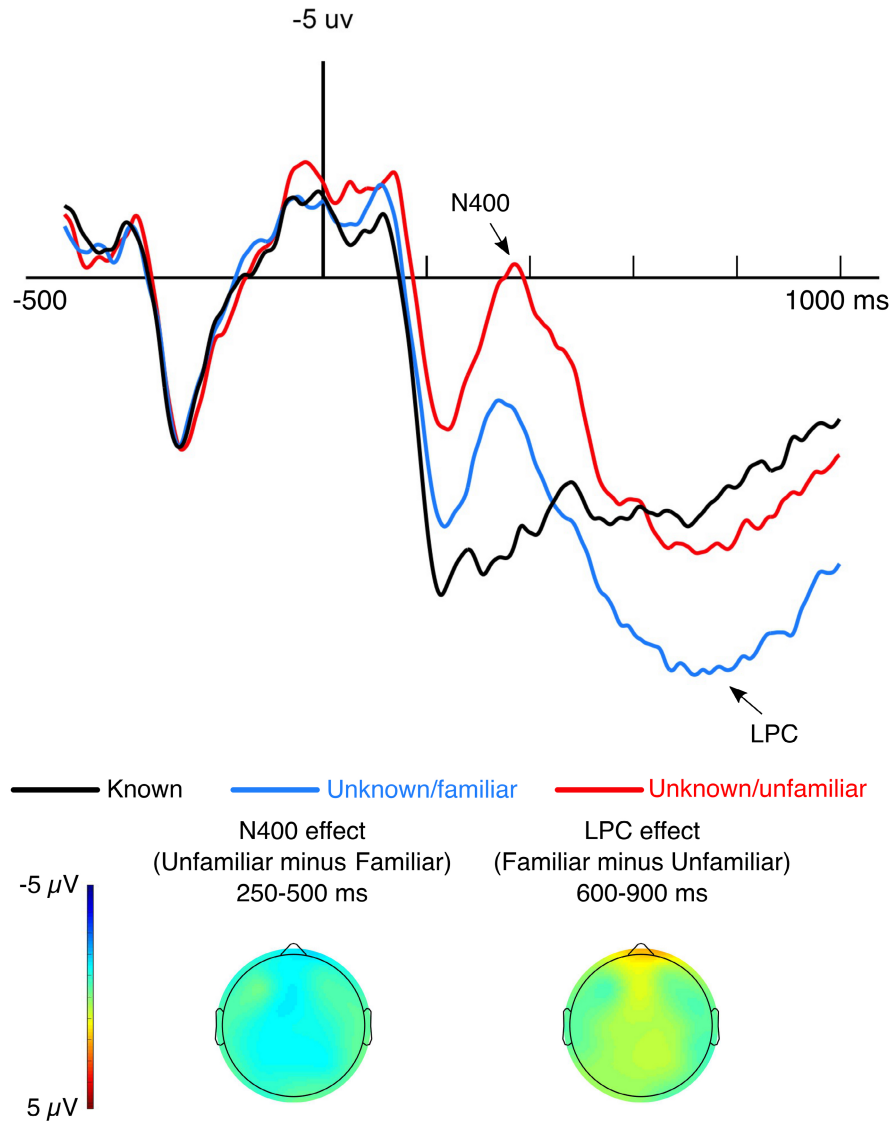 -5 uv
N400
-500
1000 ms
LPC
Known
Unknown/familiar
Unknown/unfamiliar
N400 effect
(Unfamiliar minus Familiar)
250-500 ms
LPC effect
(Familiar minus Unfamiliar)
600-900 ms
-5 µV
5 µV